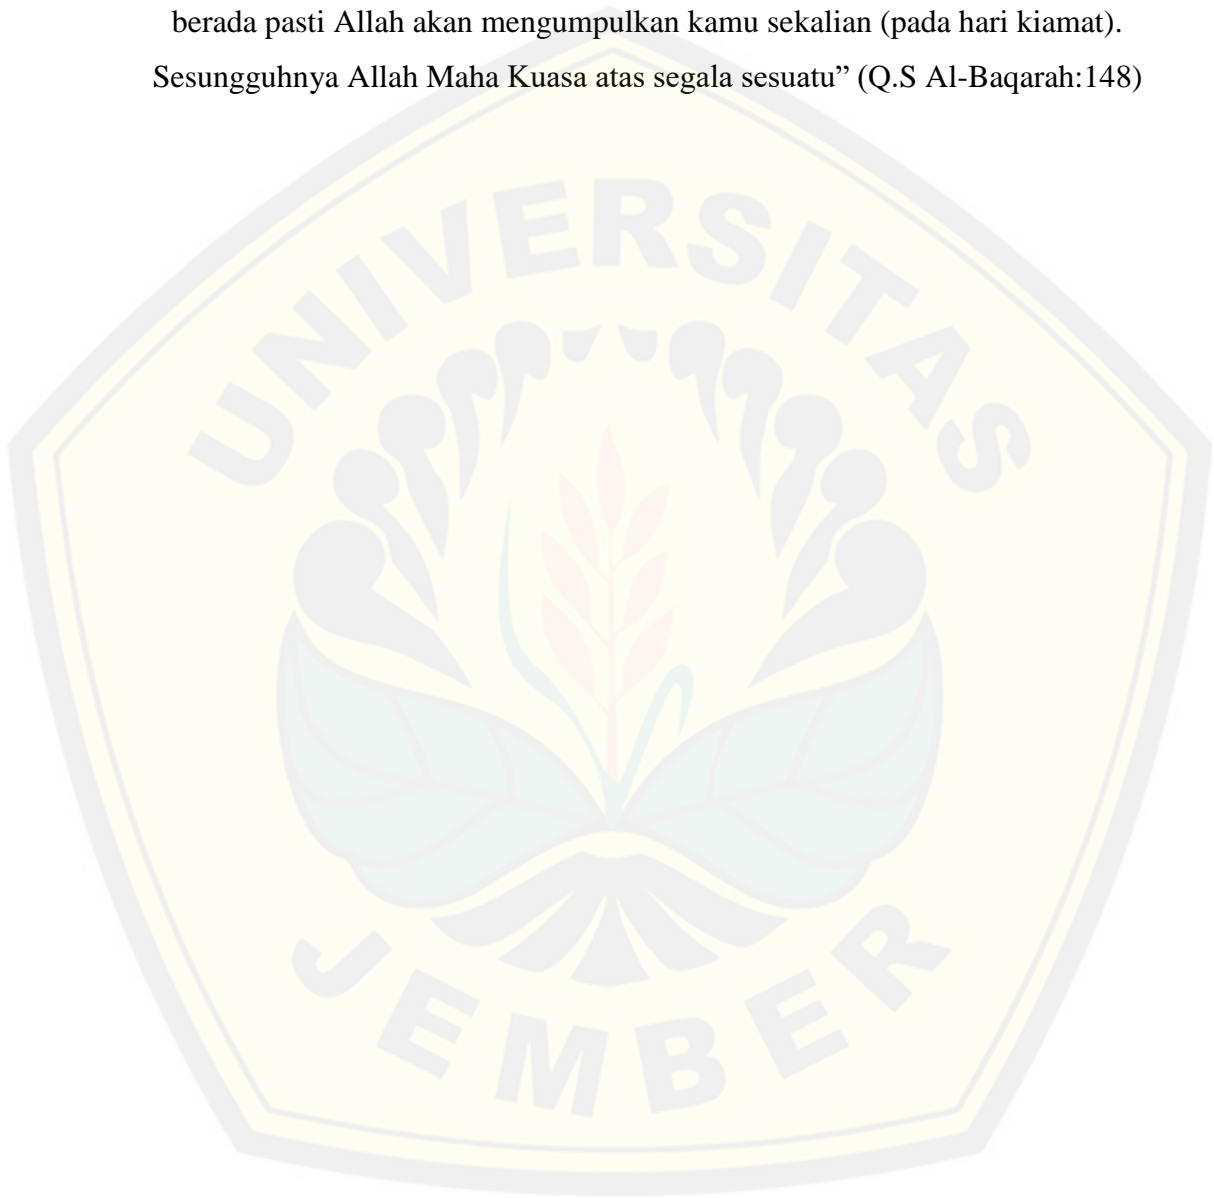 berada pasti Allah akan mengumpulkan kamu sekalian (pada hari kiamat).
Sesungguhnya Allah Maha Kuasa atas segala sesuatu” (Q.S Al-Baqarah:148)
UNIVERSITAS
JEMBER